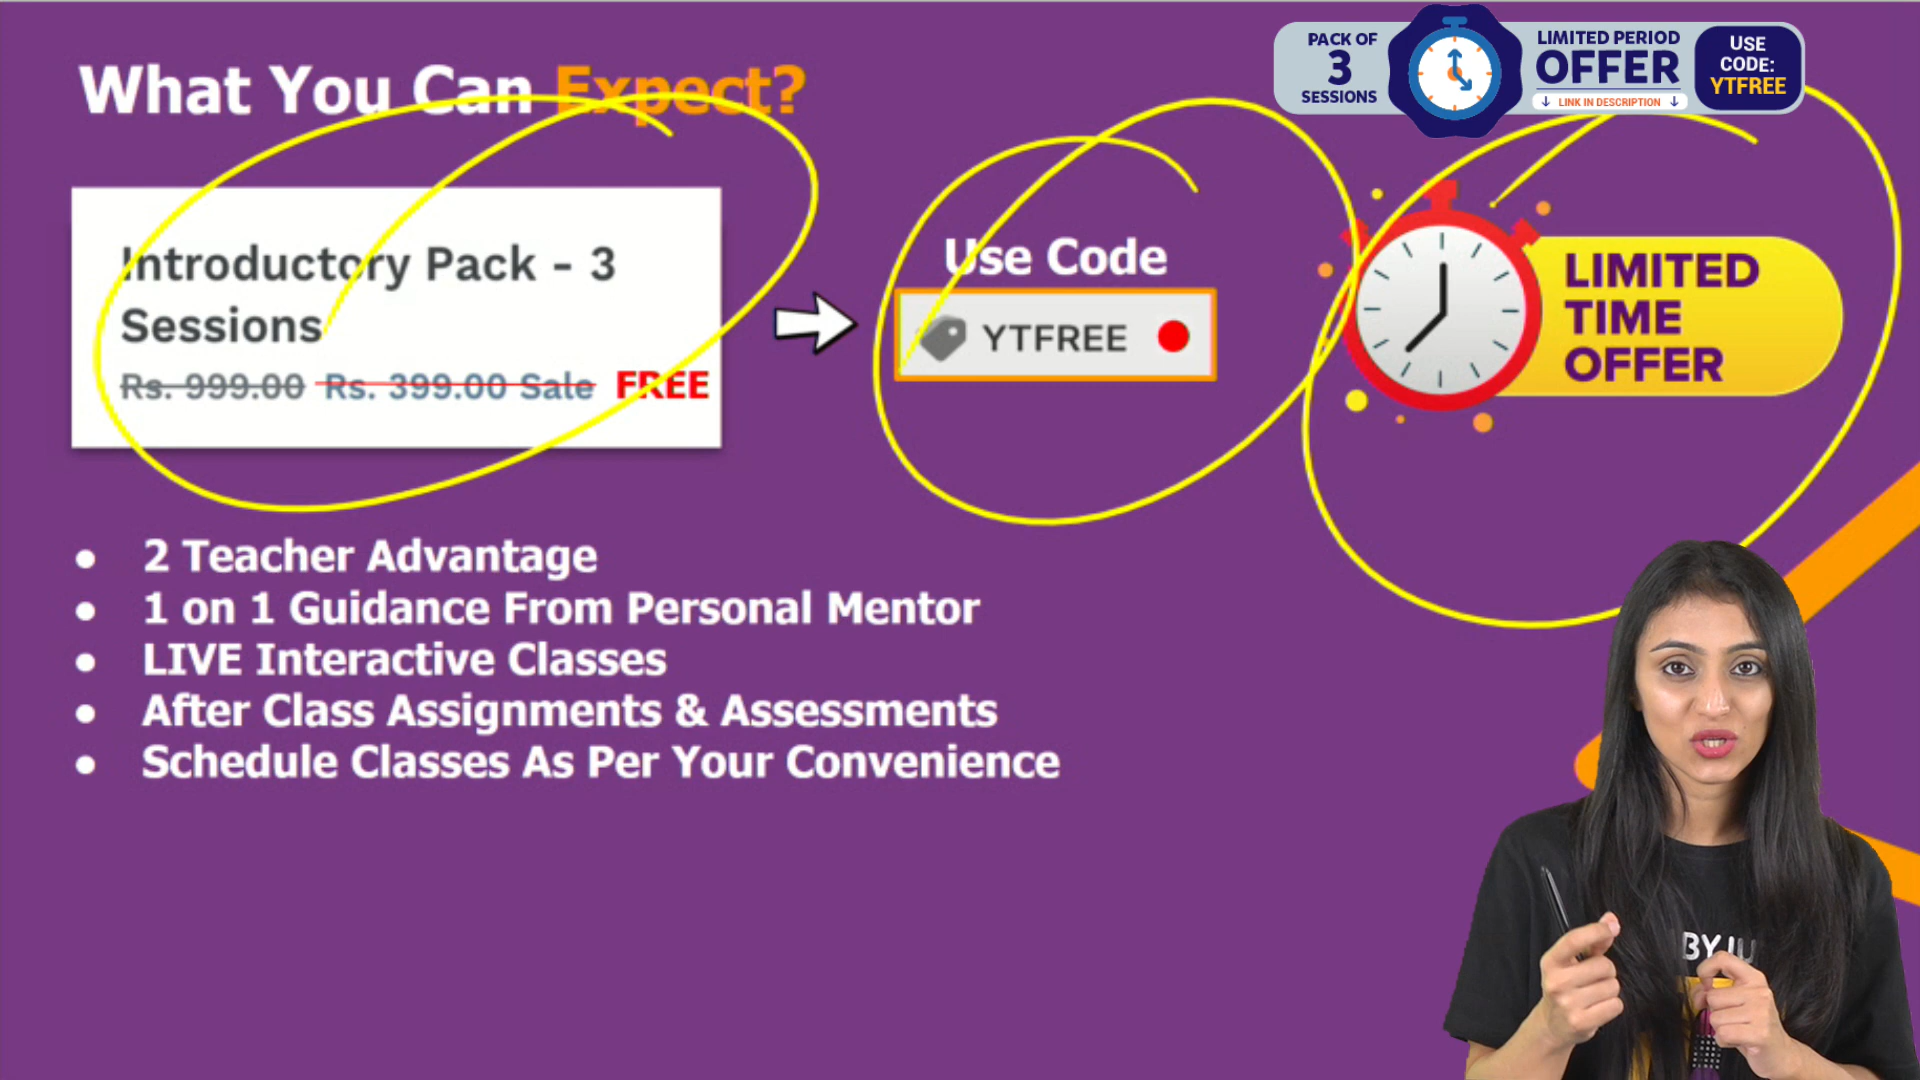 What You Can Expect?
PACK OF
3
SESSIONS
LIMITED PERIOD
OFFER
↓ LINK IN DESCRIPTION ↓
USE
CODE:
YTFREE
Introductory Pack - 3
Sessions
Rs. 999.00 Rs. 399.00 Sale FREE
Use Code
YTFREE
LIMITED
TIME
OFFER
● 2 Teacher Advantage
● 1 on 1 Guidance From Personal Mentor
● LIVE Interactive Classes
● After Class Assignments & Assessments
● Schedule Classes As Per Your Convenience
BYJU